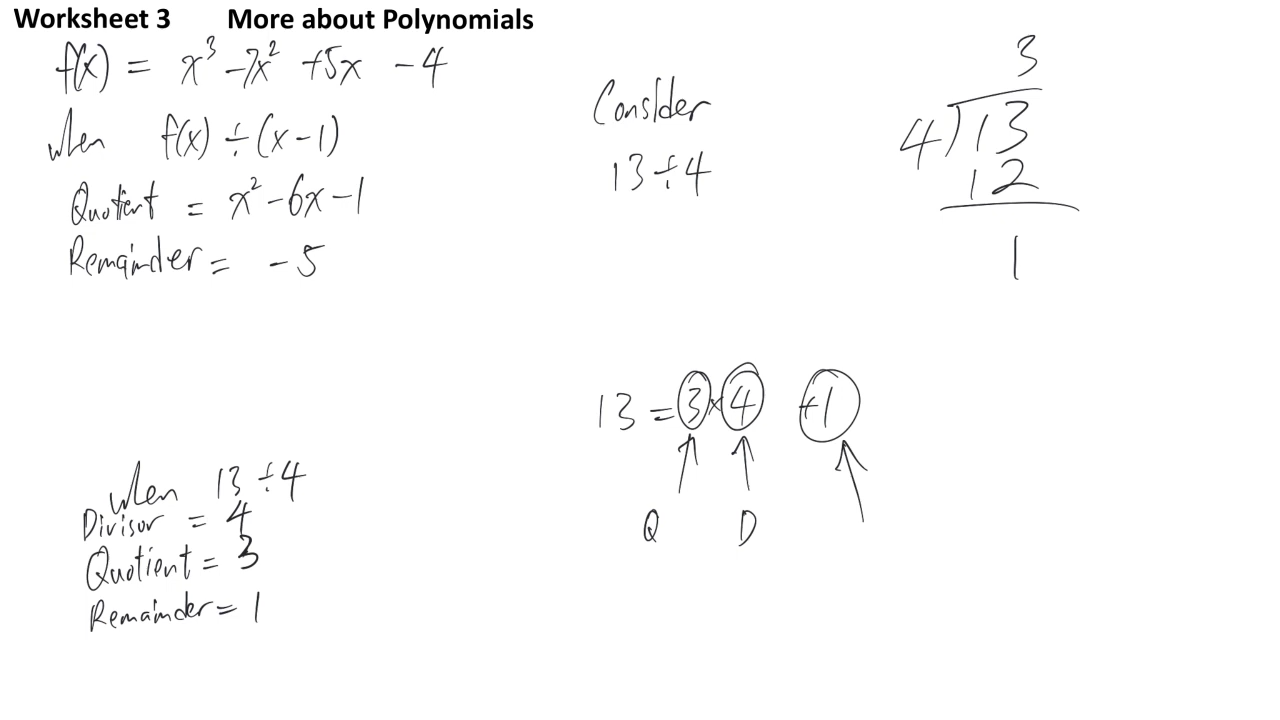 Worksheet 3 More about Polynomials
f(x) = x³ -7x² +5x -4
when f(x) ÷ (x-1)
Quotient = x² -6x -1
Remainder = -5
Consider
13÷4
3
4)13
12
1
13 = 3×4 +1
Q D
when 13 ÷4
Divisor = 4
Quotient = 3
Remainder = 1